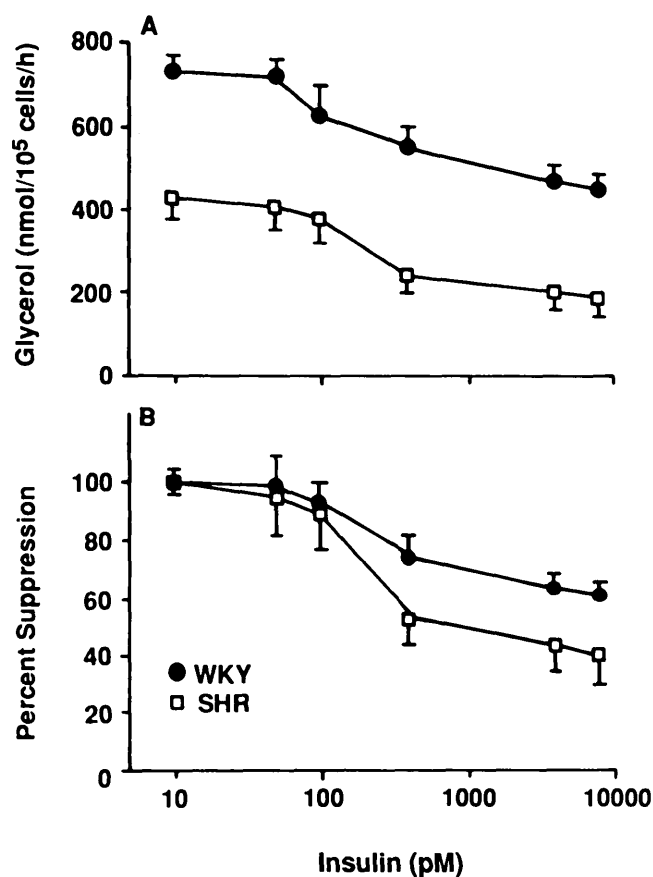 A
800
600
400
200
0
Glycerol (nmol/10⁵ cells/h)
B
100
80
60
40
20
0
Percent Suppression
WKY
SHR
10 100 1000 10000
Insulin (pM)